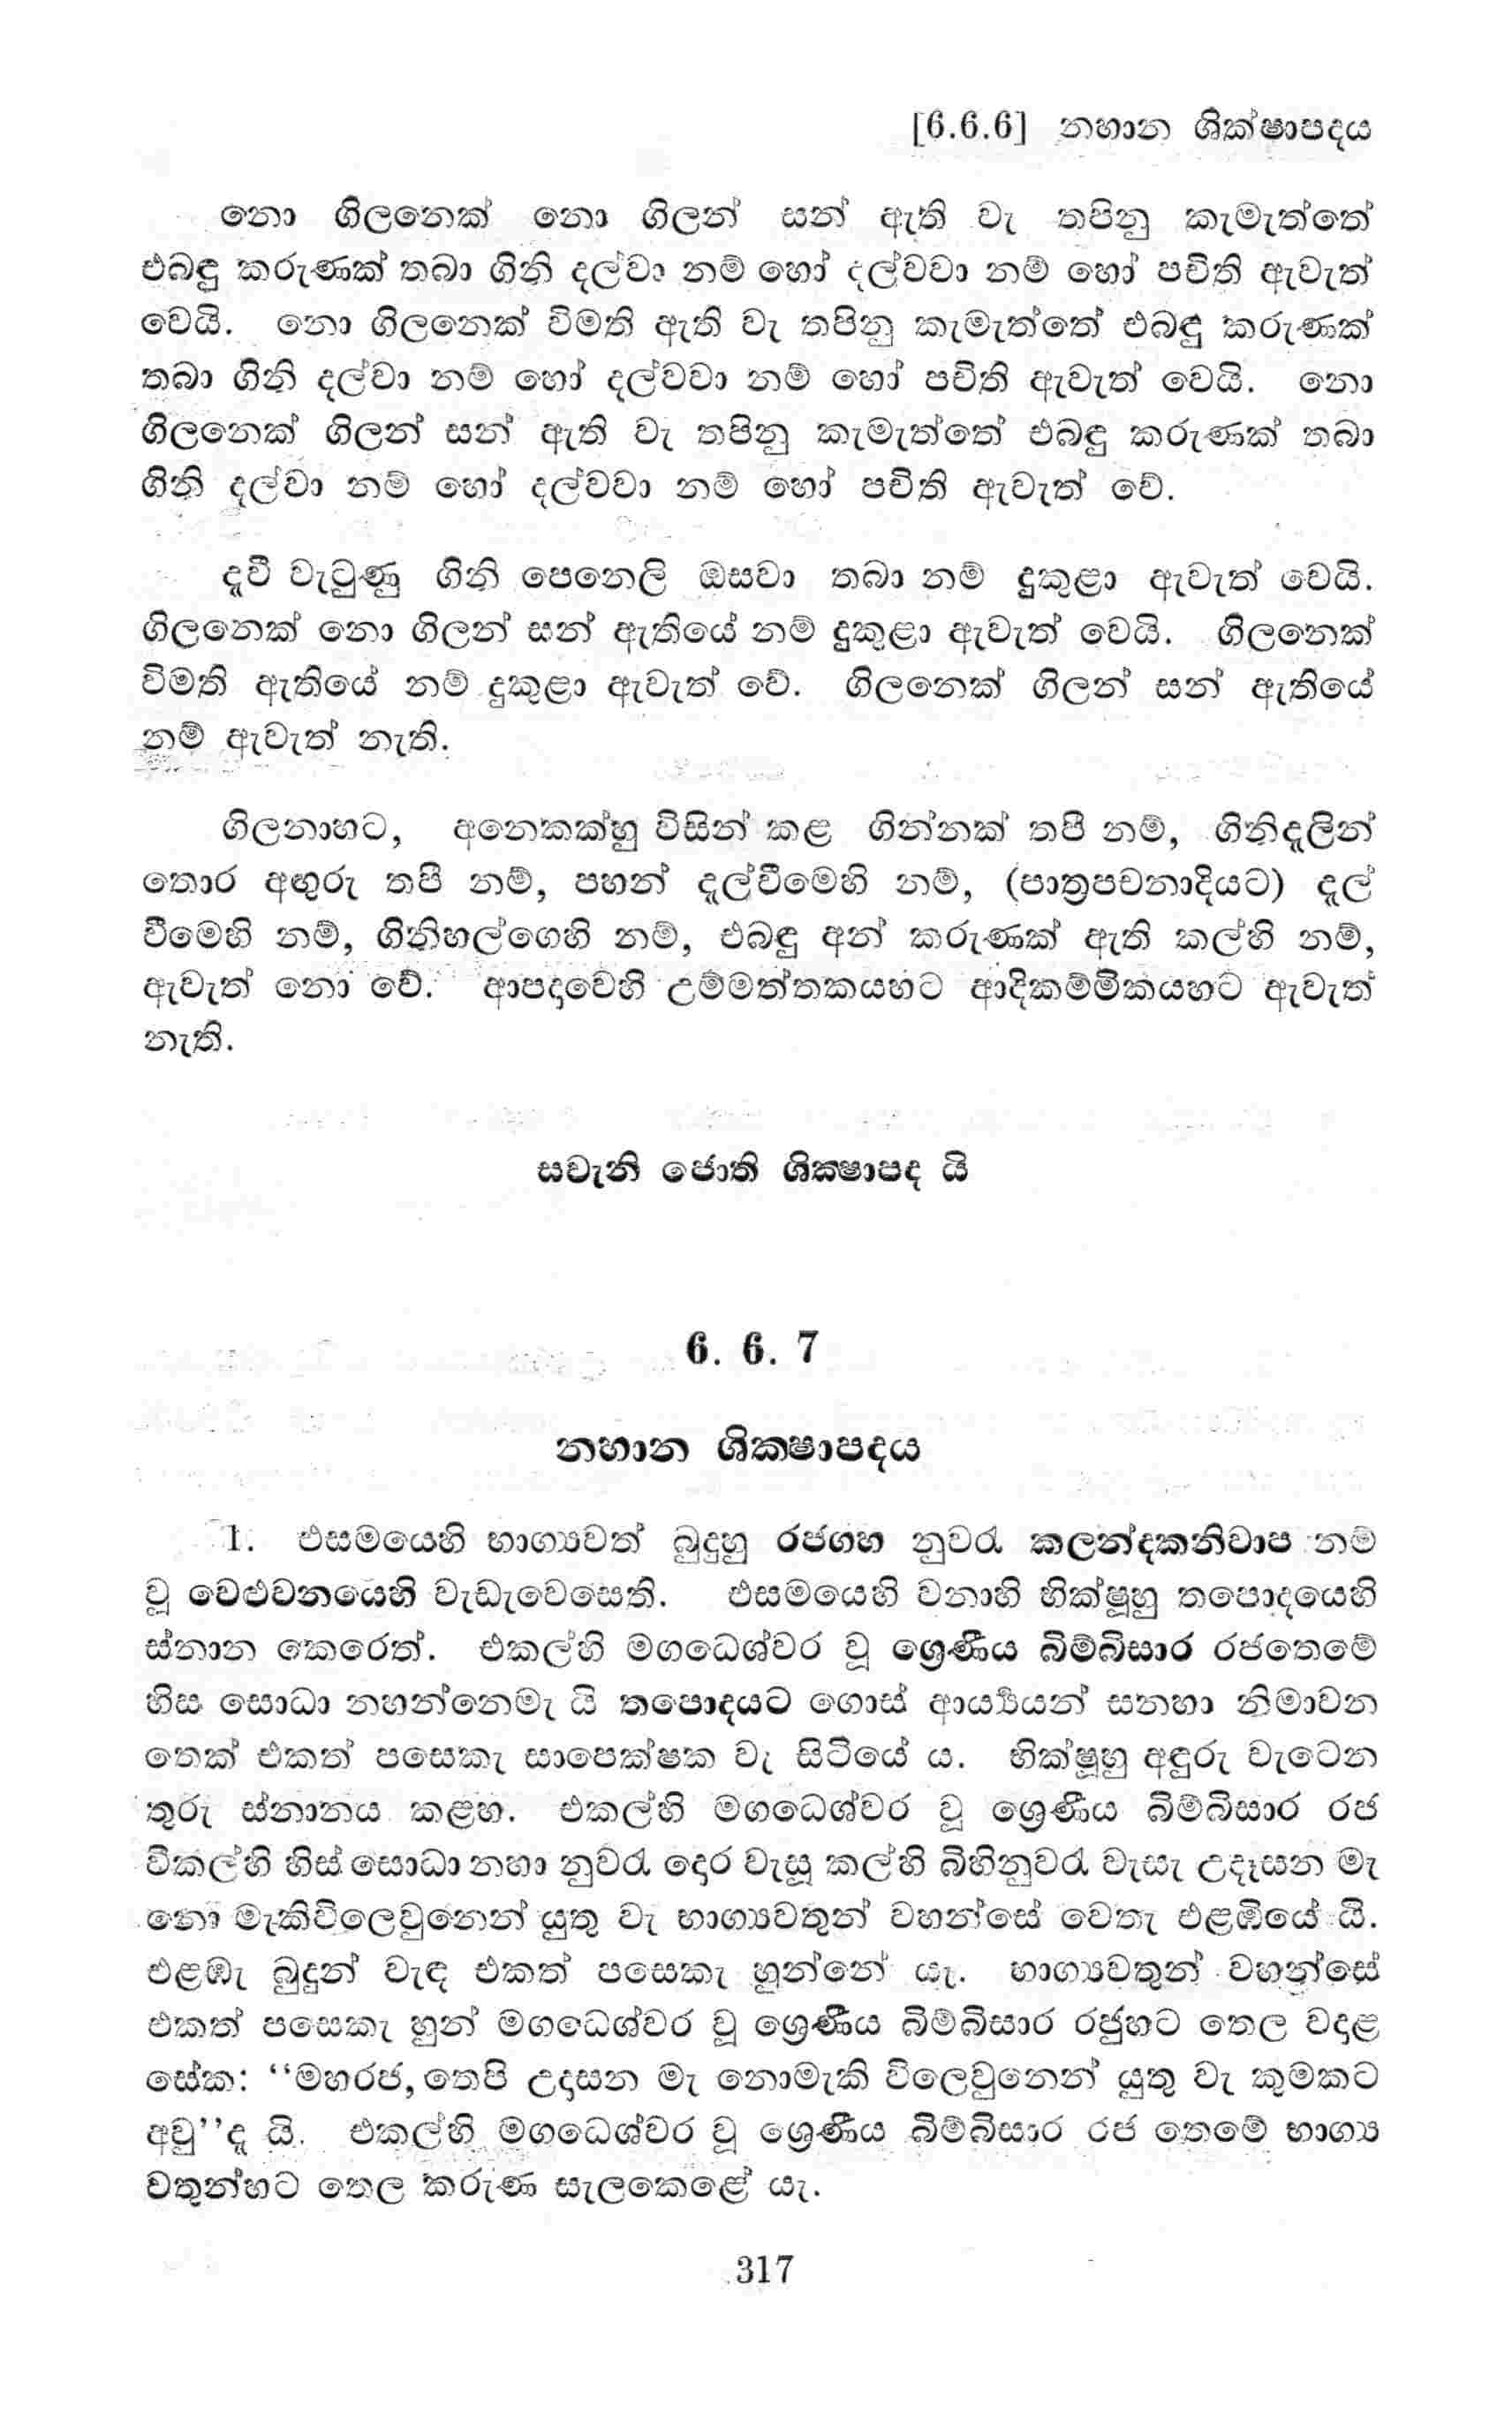 [6.6.6] නහාන ශික්ෂාපදය
නො ගිලනෙක් නො ගිලන් සන් ඇති වැ තපිනු කැමැත්තේ
එබඳු කරුණක් තබා ගිනි දල්වා නම් හෝ දල්වවා නම් හෝ පචිති ඇවැත්
වෙයි. නො ගිලනෙක් විමති ඇති වැ තපිනු කැමැත්තේ එබඳු කරුණක්
තබා ගිනි දල්වා නම් හෝ දල්වවා නම් හෝ පචිති ඇවැත් වෙයි. නො
ගිලනෙක් ගිලන් සන් ඇති වැ තපිනු කැමැත්තේ එබඳු කරුණක් තබා
ගිනි දල්වා නම් හෝ දල්වවා නම් හෝ පචිති ඇවැත් වේ.
දැවී වැටුණු ගිනි පෙනෙලි ඔසවා තබා නම් දුකුළා ඇවැත් වෙයි.
ගිලනෙක් නො ගිලන් සන් ඇතියේ නම් දුකුළා ඇවැත් වෙයි. ගිලනෙක්
විමති ඇතියේ නම් දුකුළා ඇවැත් වේ. ගිලනෙක් ගිලන් සන් ඇතියේ
නම් ඇවැත් නැති.
ගිලනාහට, අනෙකක්හු විසින් කළ ගින්නක් තපී නම්, ගිනිදැලින්
තොර අඟුරු තපී නම්, පහන් දැල්වීමෙහි නම්, (පාත්‍රපචනාදියට) දැල්
වීමෙහි නම්, ගිනිහල්ගෙහි නම්, එබඳු අන් කරුණක් ඇති කල්හි නම්,
ඇවැත් නො වේ. ආපදාවෙහි උම්මත්තකයහට ආදිකම්මිකයහට ඇවැත්
නැති.
සවැනි ජොති ශික්‍ෂාපද යි
6. 6. 7
නහාන ශික්‍ෂාපදය
1. එසමයෙහි භාග්‍යවත් බුදුහු රජගහ නුවර කලන්දකනිවාප නම්
වූ වෙළුවනයෙහි වැඩැවෙසෙති. එසමයෙහි වනාහි භික්ෂූහු තපොදයෙහි
ස්නාන කෙරෙත්. එකල්හි මගධෙශ්වර වූ ශ්‍රෙණීය බිම්බිසාර රජතෙමේ
හිස සොධා නහන්නෙමැ යි තපොදයට ගොස් ආර්‍ය්‍යයන් සනහා නිමාවන
තෙක් එකත් පසෙකැ සාපෙක්ෂක වැ සිටියේ ය. භික්ෂූහු අඳුරු වැටෙන
තුරු ස්නානය කළහ. එකල්හි මගධෙශ්වර වූ ශ්‍රෙණීය බිම්බිසාර රජ
විකල්හි හිස් සොධා නහා නුවර දොර වැසූ කල්හි බිහිනුවර වැසැ උදෑසන මැ
නො මැකිවිලෙවුනෙන් යුතු වැ භාග්‍යවතුන් වහන්සේ වෙතැ එළඹියේ යි.
එළඹැ බුදුන් වැඳ එකත් පසෙකැ හුන්නේ යැ. භාග්‍යවතුන් වහන්සේ
එකත් පසෙකැ හුන් මගධෙශ්වර වූ ශ්‍රෙණීය බිම්බිසාර රජුහට තෙල වදාළ
සේක: “මහරජ, තෙපි උදාසන මැ නොමැකි විලෙවුනෙන් යුතු වැ කුමකට
අවු”දැ යි. එකල්හි මගධෙශ්වර වූ ශ්‍රෙණීය බිම්බිසාර රජ තෙමේ භාග්‍ය
වතුන්හට තෙල කරුණ සැලකෙළේ යැ.
317